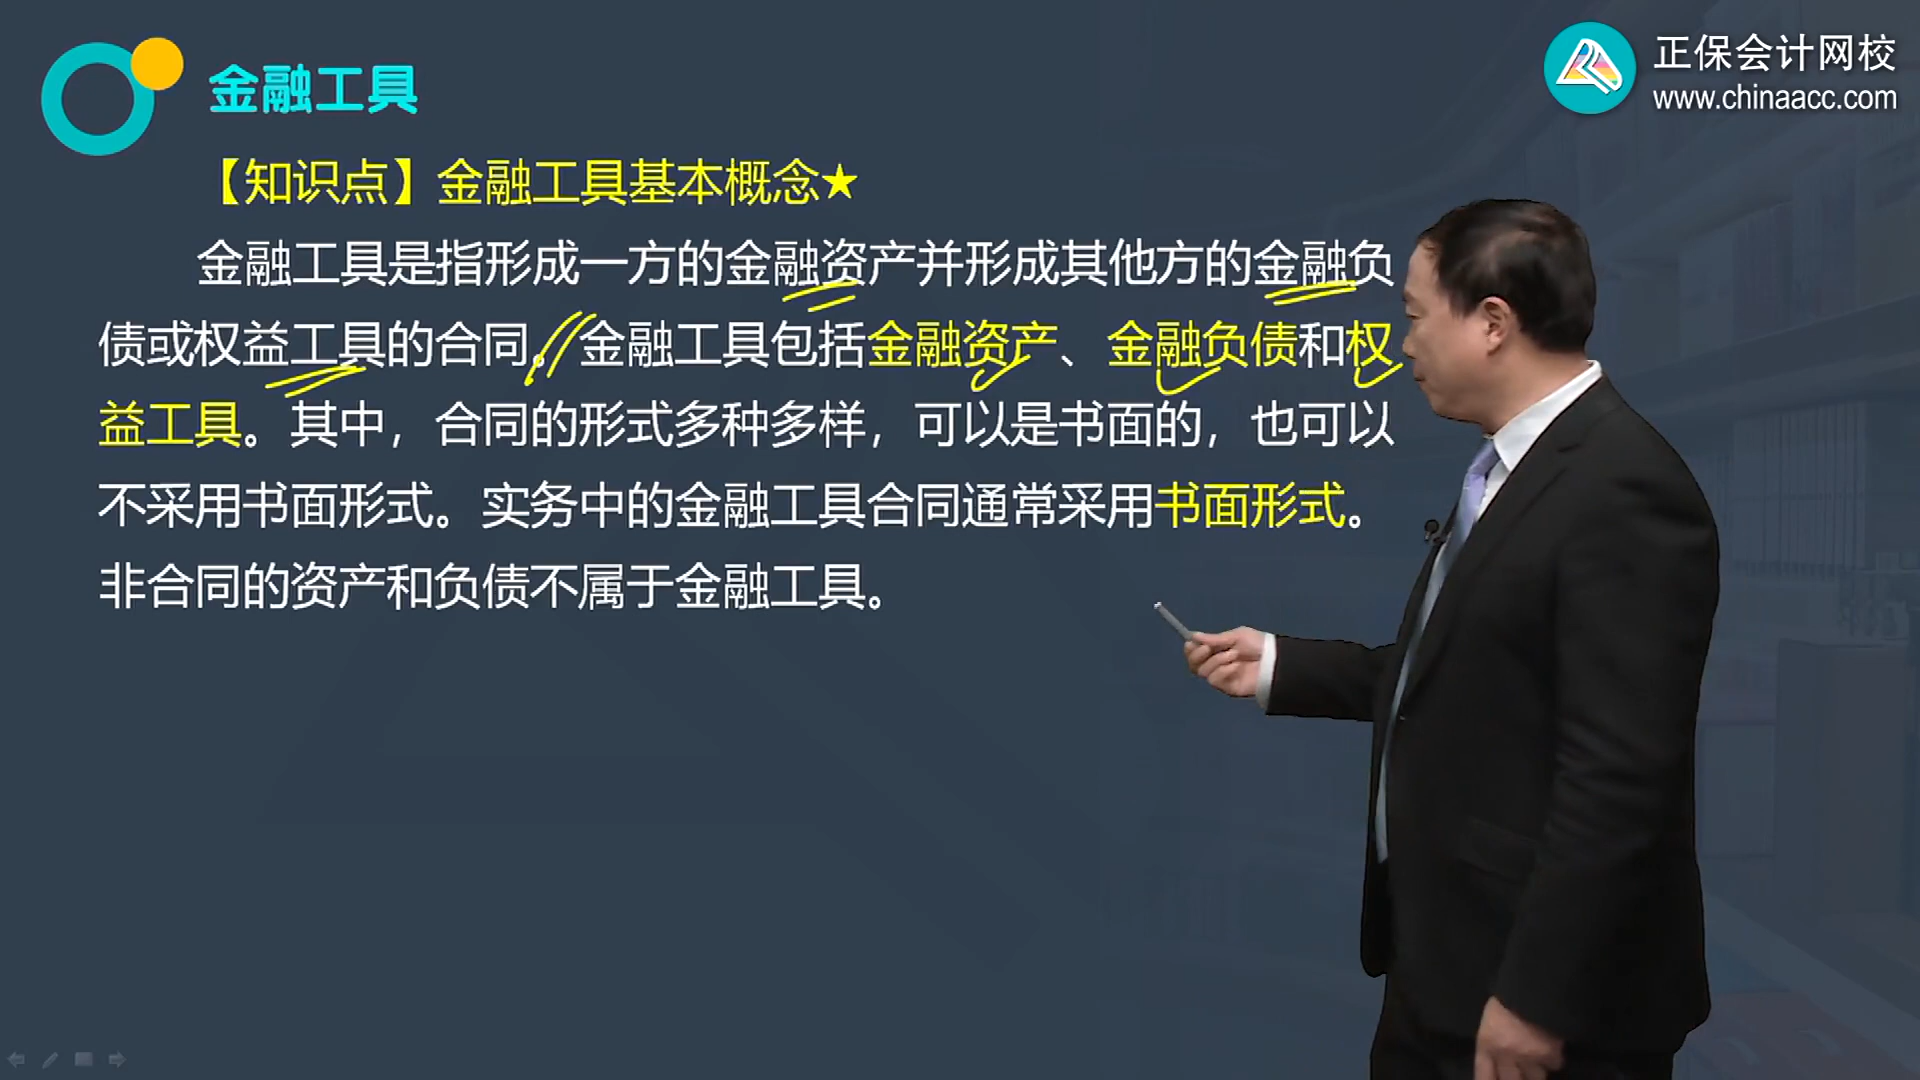 金融工具
正保会计网校
www.chinaacc.com
【知识点】金融工具基本概念★
金融工具是指形成一方的金融资产并形成其他方的金融负
债或权益工具的合同。金融工具包括金融资产、金融负债和权
益工具。其中，合同的形式多种多样，可以是书面的，也可以
不采用书面形式。实务中的金融工具合同通常采用书面形式。
非合同的资产和负债不属于金融工具。